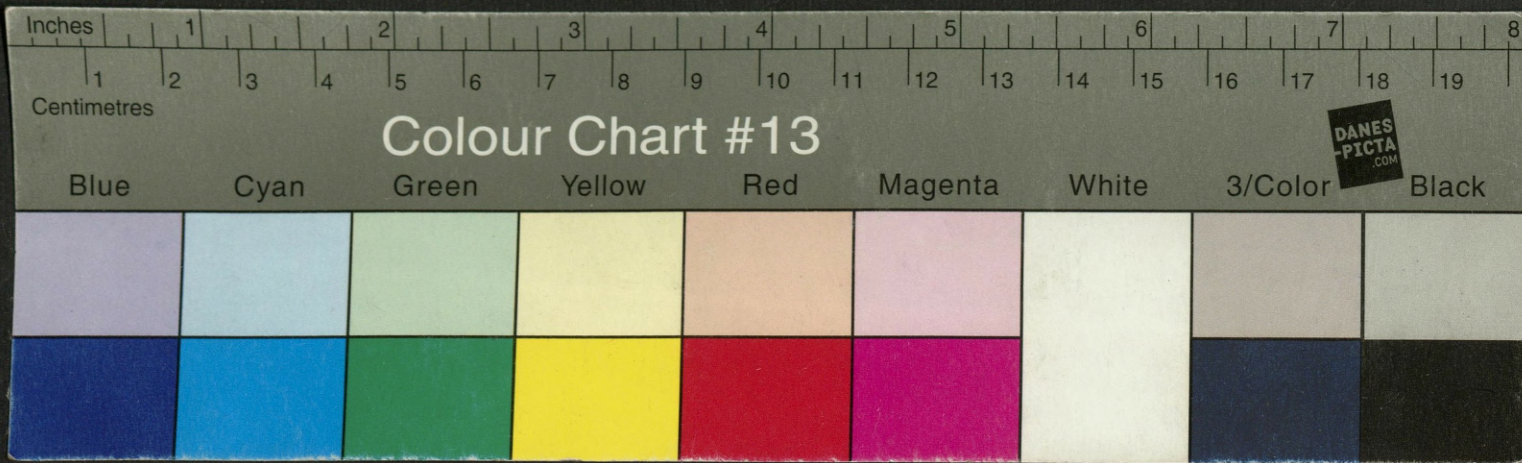 Inches 1 2 3 4 5 6 7 8
1 2 3 4 5 6 7 8 9 10 11 12 13 14 15 16 17 18 19
Centimetres
Colour Chart #13
DANES
-PICTA
.COM
Blue Cyan Green Yellow Red Magenta White 3/Color Black